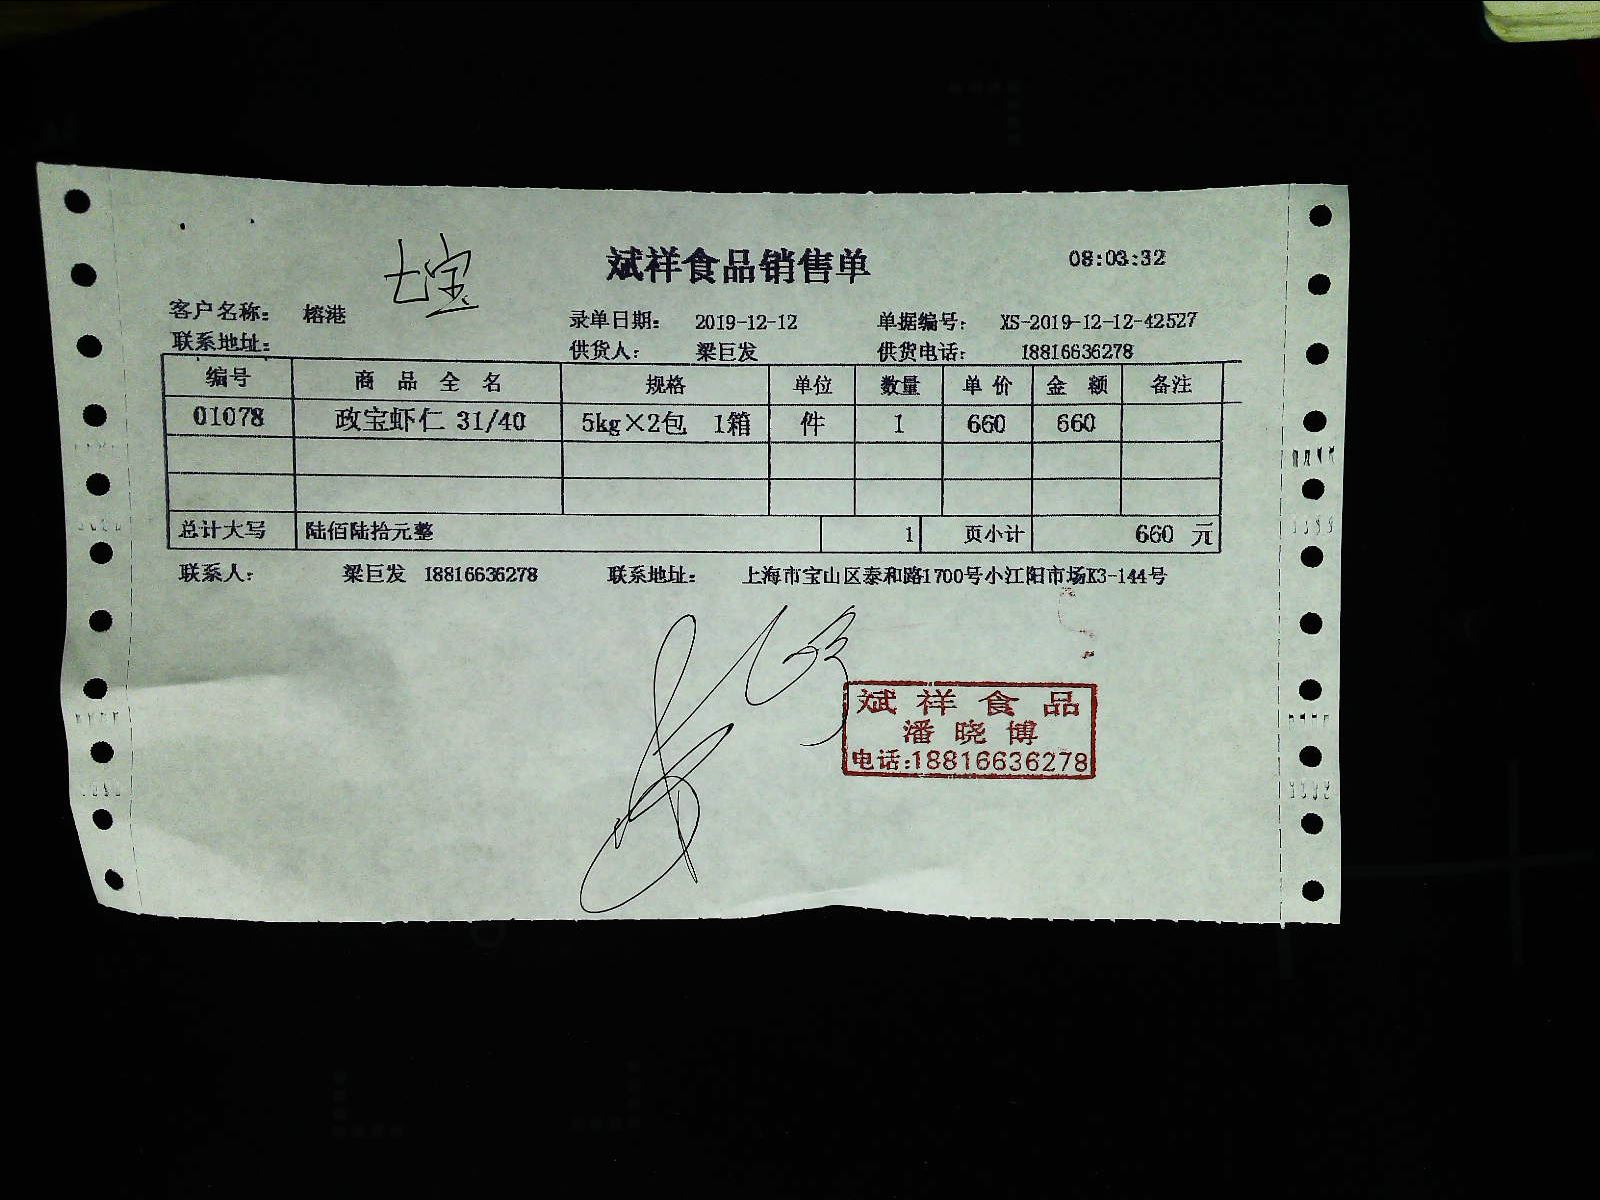 七宝
斌祥食品销售单 08:03:32
客户名称： 榕港 录单日期： 2019-12-12 单据编号： XS-2019-12-12-42527
联系地址： 供货人： 梁巨发 供货电话： 18816636278
编号 商品全名 规格 单位 数量 单价 金额 备注
01078 政宝虾仁 31/40 5kg×2包 1箱 件 1 660 660
总计大写 陆佰陆拾元整 1 页小计 660 元
联系人： 梁巨发 18816636278 联系地址： 上海市宝山区泰和路1700号小江阳市场K3-144号
斌祥食品
潘晓博
电话:18816636278